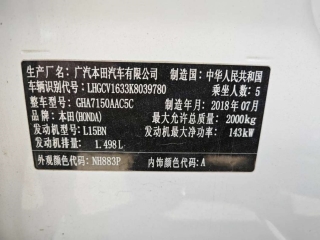 生产厂名: 广汽本田汽车有限公司 制造国: 中华人民共和国
车辆识别代号: LHGCV1633K8039780 乘坐人数: 5
整车型号: GHA7150AAC5C 制造年月: 2018年07月
品牌: 本田(HONDA) 最大允许总质量: 2000kg
发动机型号: L15BN 发动机最大净功率: 143kW
发动机排量: 1.498L
外观颜色代码: NH883P 内饰颜色代码: A